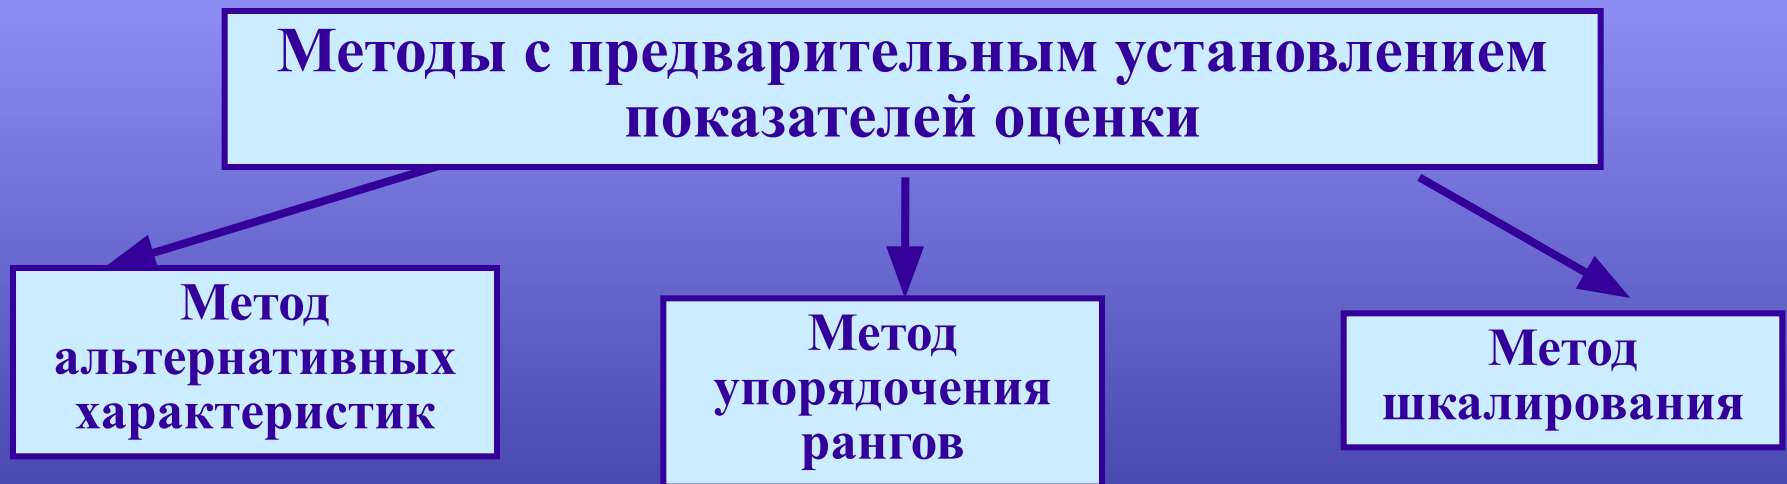 Методы с предварительным установлением
показателей оценки
Метод
альтернативных
характеристик
Метод
упорядочения
рангов
Метод
шкалирования